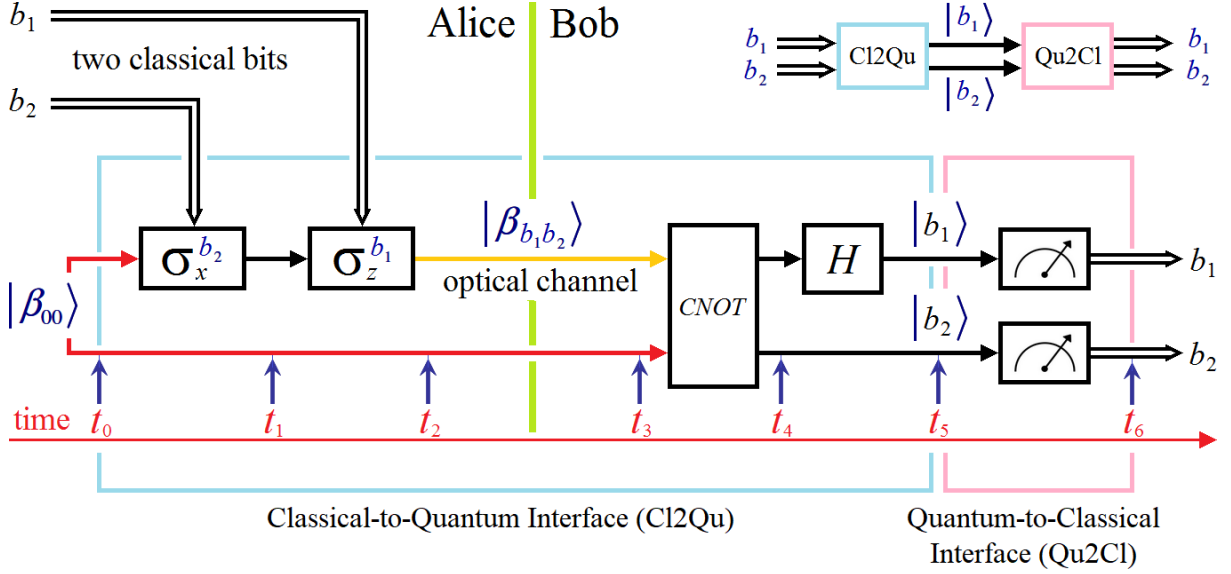 b₁
two classical bits
b₂
Alice Bob
b₁
b₂
Cl2Qu
|b₁⟩
|b₂⟩
Qu2Cl
b₁
b₂
|β₀₀⟩
σₓ^b₂
σ_z^b₁
|β_b₁b₂⟩
optical channel
CNOT
H
|b₁⟩
|b₂⟩
b₁
b₂
time t₀ t₁ t₂ t₃ t₄ t₅ t₆
Classical-to-Quantum Interface (Cl2Qu)
Quantum-to-Classical
Interface (Qu2Cl)